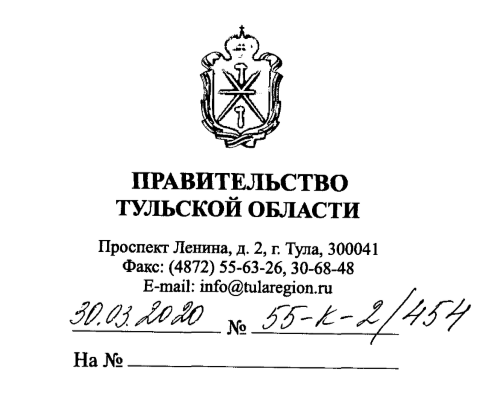 ПРАВИТЕЛЬСТВО
ТУЛЬСКОЙ ОБЛАСТИ
Проспект Ленина, д. 2, г. Тула, 300041
Факс: (4872) 55-63-26, 30-68-48
E-mail: info@tularegion.ru
30.03.2020 № 55-К-2/454
На №